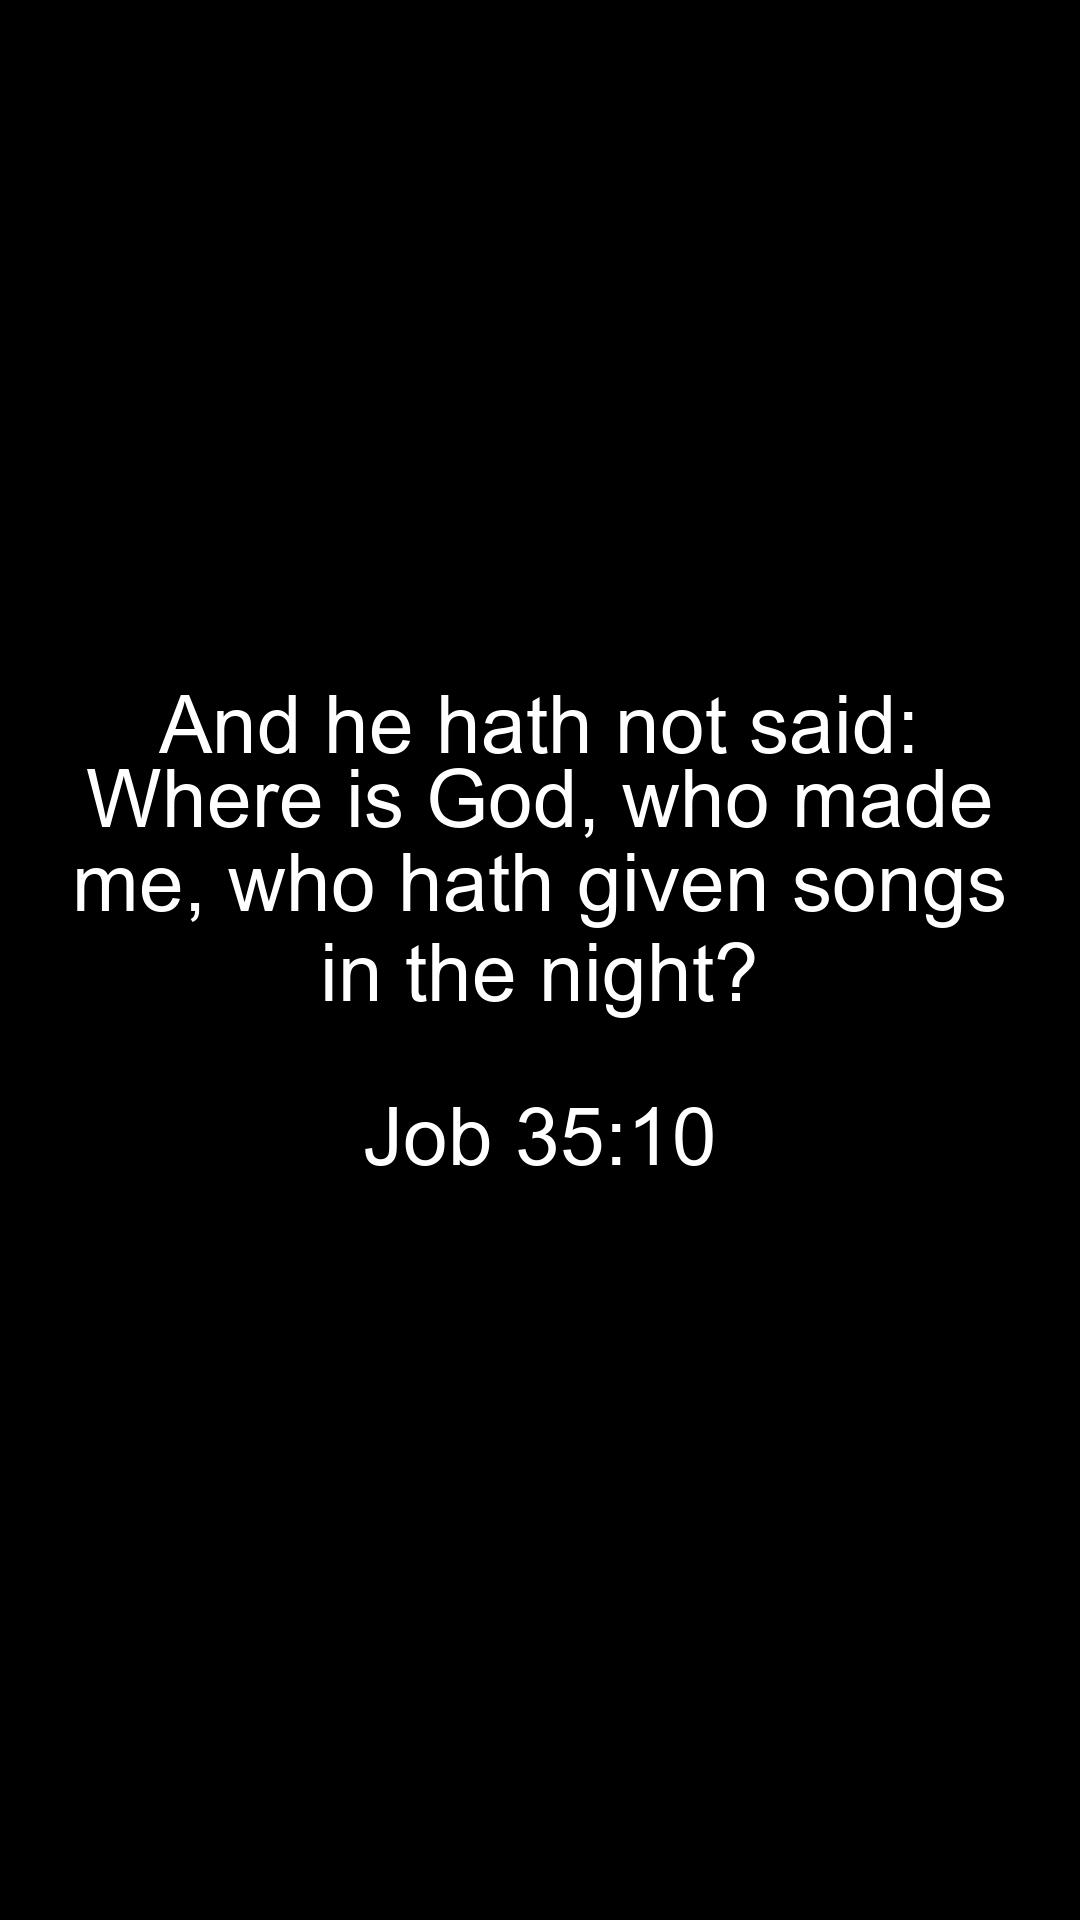 And he hath not said:
Where is God, who made
me, who hath given songs
in the night?
Job 35:10